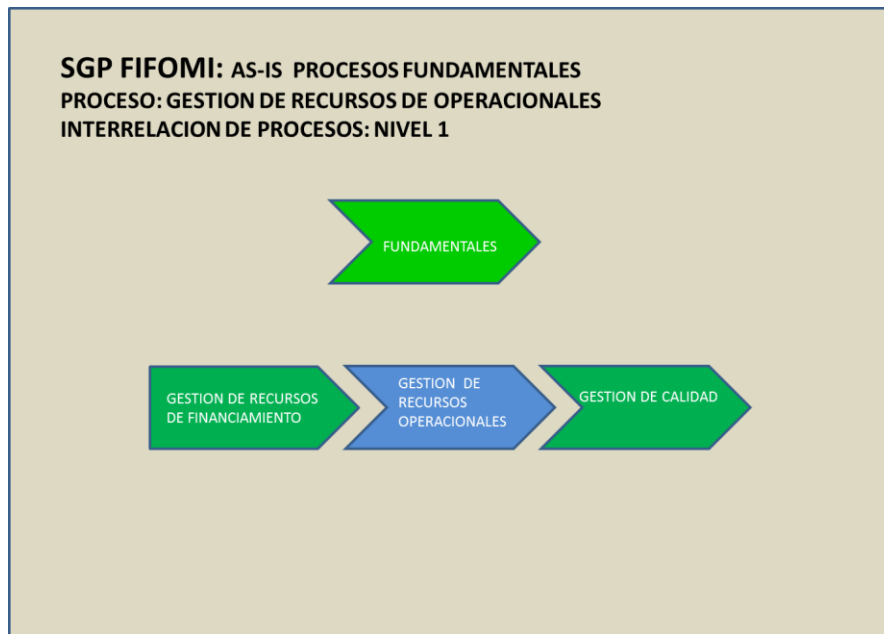 SGP FIFOMI: AS-IS PROCESOS FUNDAMENTALES
PROCESO: GESTION DE RECURSOS DE OPERACIONALES
INTERRELACION DE PROCESOS: NIVEL 1
FUNDAMENTALES
GESTION DE RECURSOS
DE FINANCIAMIENTO
GESTION DE
RECURSOS
OPERACIONALES
GESTION DE CALIDAD